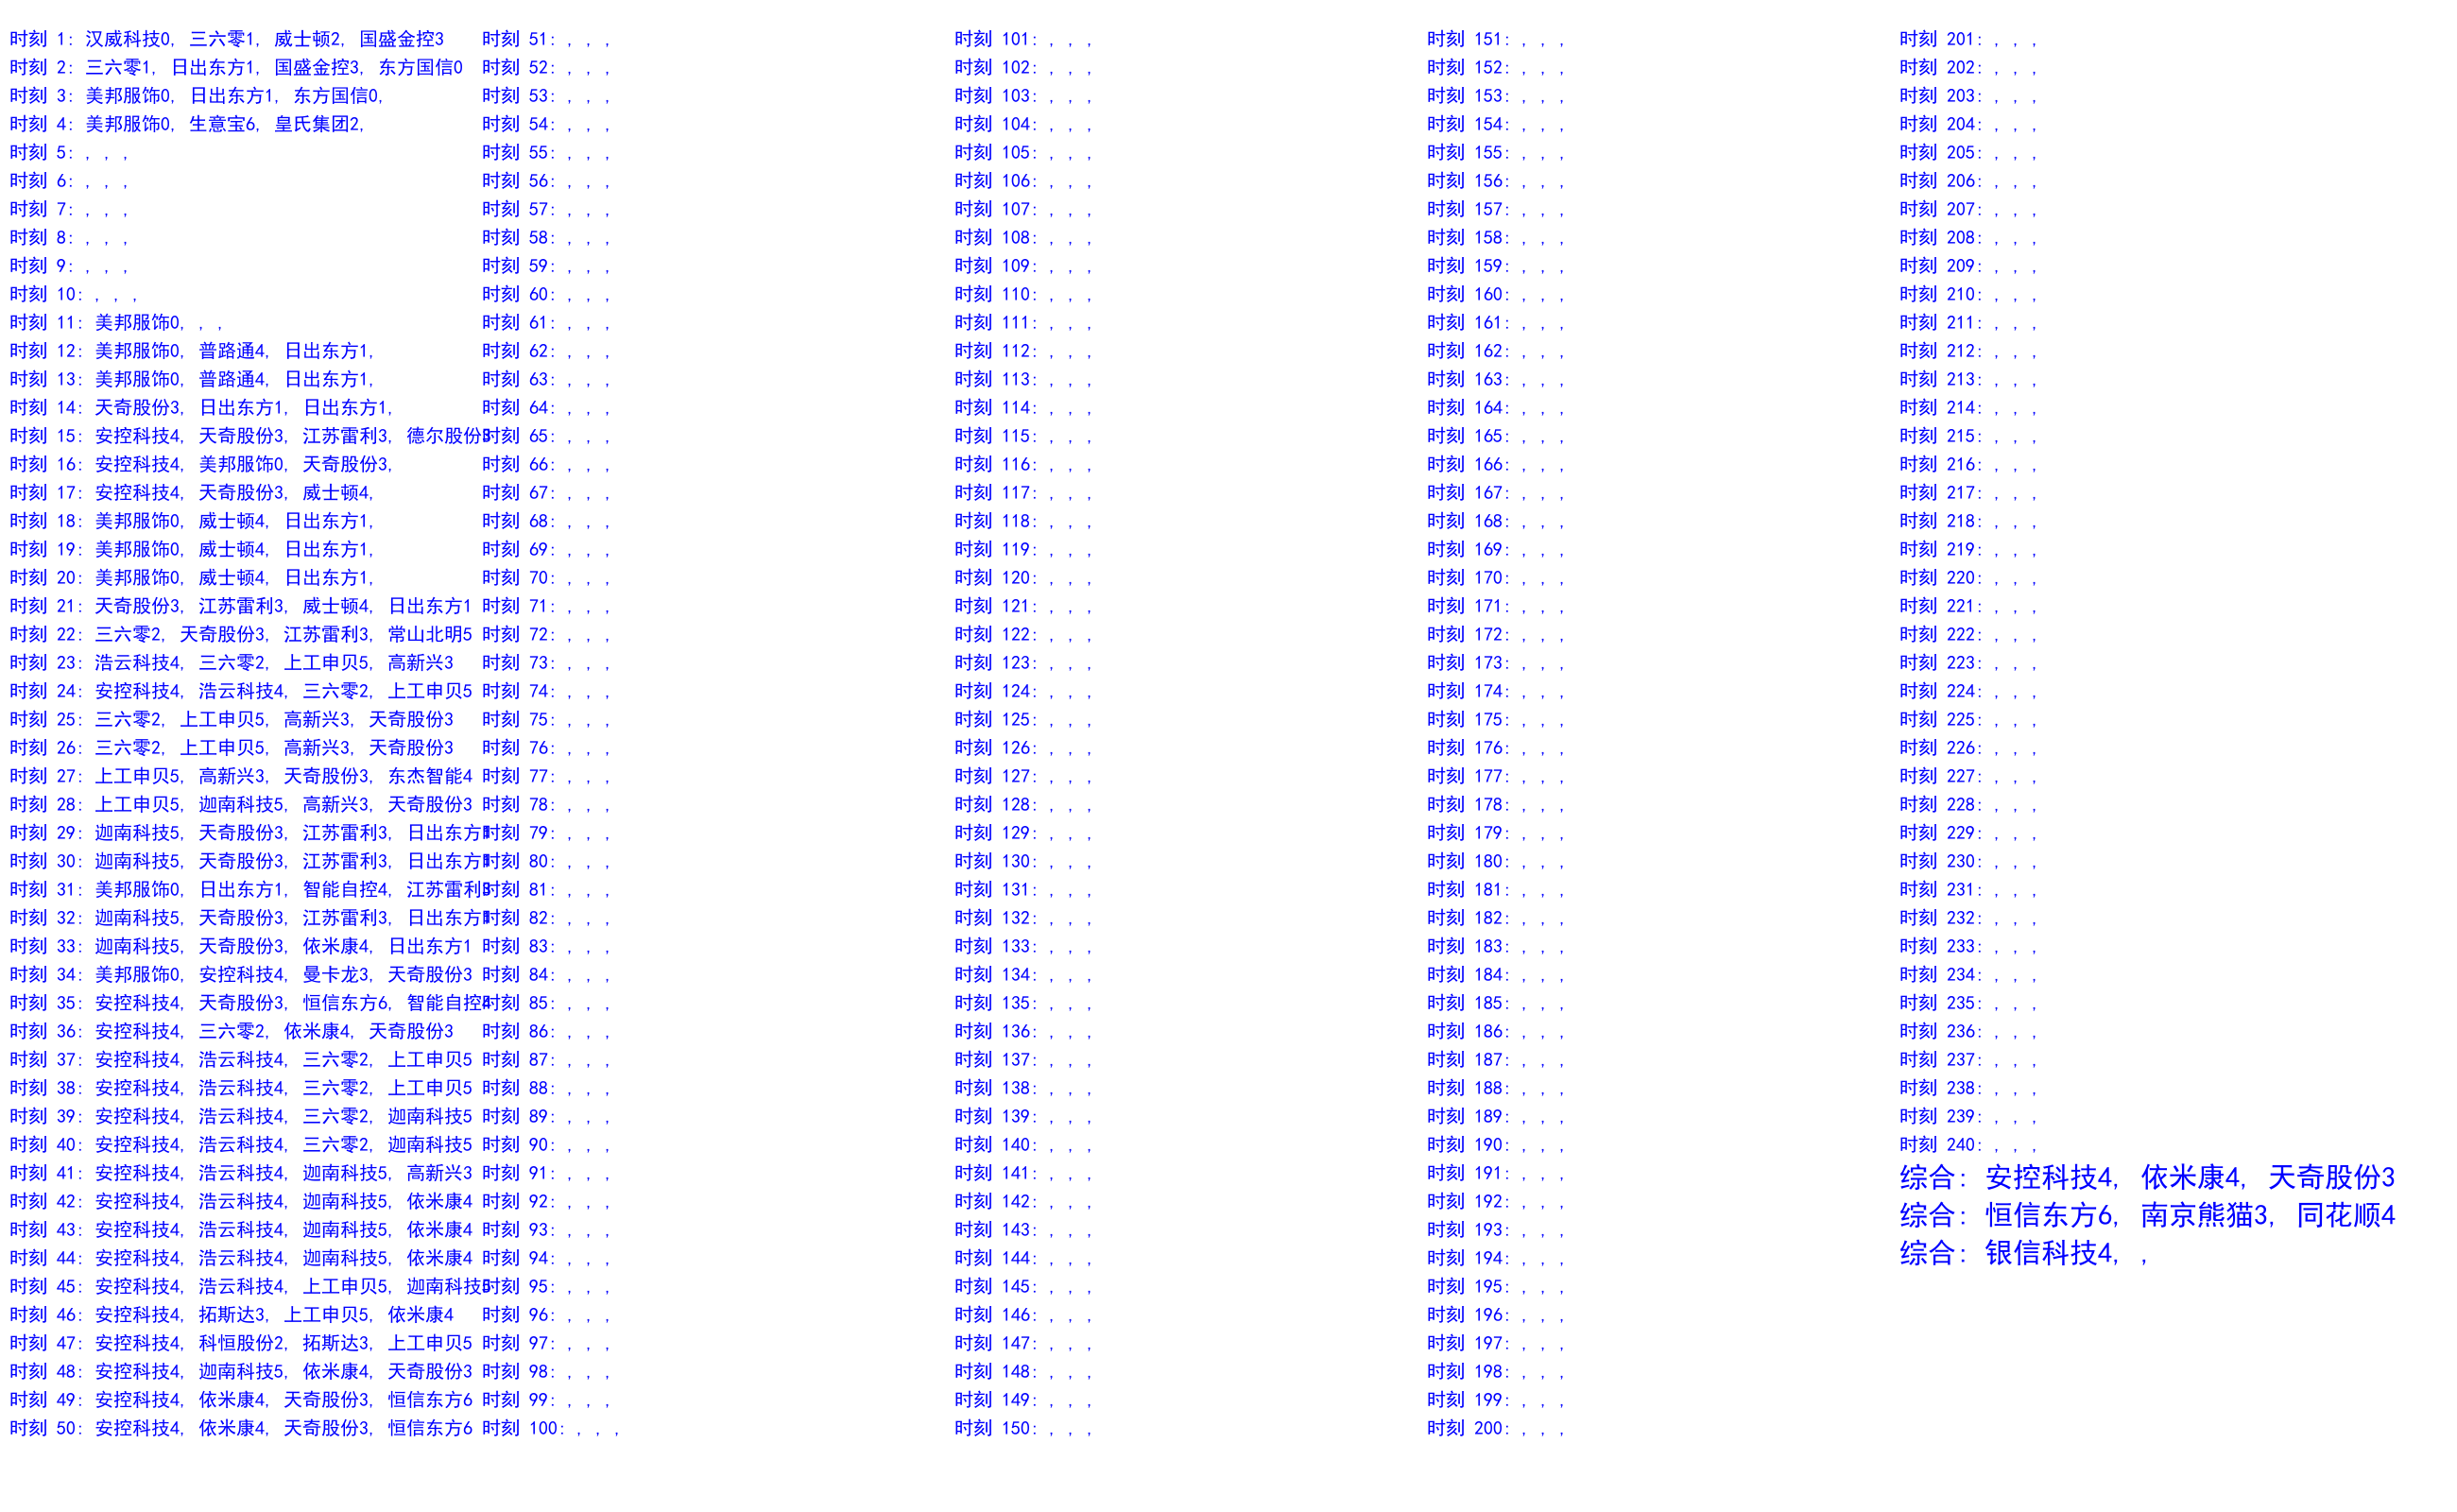 时刻 1: 汉威科技0, 三六零1, 威士顿2, 国盛金控3
时刻 2: 三六零1, 日出东方1, 国盛金控3, 东方国信0
时刻 3: 美邦服饰0, 日出东方1, 东方国信0,
时刻 4: 美邦服饰0, 生意宝6, 皇氏集团2,
时刻 5: , , ,
时刻 6: , , ,
时刻 7: , , ,
时刻 8: , , ,
时刻 9: , , ,
时刻 10: , , ,
时刻 11: 美邦服饰0, , ,
时刻 12: 美邦服饰0, 普路通4, 日出东方1,
时刻 13: 美邦服饰0, 普路通4, 日出东方1,
时刻 14: 天奇股份3, 日出东方1, 日出东方1,
时刻 15: 安控科技4, 天奇股份3, 江苏雷利3, 德尔股份3
时刻 16: 安控科技4, 美邦服饰0, 天奇股份3,
时刻 17: 安控科技4, 天奇股份3, 威士顿4,
时刻 18: 美邦服饰0, 威士顿4, 日出东方1,
时刻 19: 美邦服饰0, 威士顿4, 日出东方1,
时刻 20: 美邦服饰0, 威士顿4, 日出东方1,
时刻 21: 天奇股份3, 江苏雷利3, 威士顿4, 日出东方1
时刻 22: 三六零2, 天奇股份3, 江苏雷利3, 常山北明5
时刻 23: 浩云科技4, 三六零2, 上工申贝5, 高新兴3
时刻 24: 安控科技4, 浩云科技4, 三六零2, 上工申贝5
时刻 25: 三六零2, 上工申贝5, 高新兴3, 天奇股份3
时刻 26: 三六零2, 上工申贝5, 高新兴3, 天奇股份3
时刻 27: 上工申贝5, 高新兴3, 天奇股份3, 东杰智能4
时刻 28: 上工申贝5, 迦南科技5, 高新兴3, 天奇股份3
时刻 29: 迦南科技5, 天奇股份3, 江苏雷利3, 日出东方1
时刻 30: 迦南科技5, 天奇股份3, 江苏雷利3, 日出东方1
时刻 31: 美邦服饰0, 日出东方1, 智能自控4, 江苏雷利3
时刻 32: 迦南科技5, 天奇股份3, 江苏雷利3, 日出东方1
时刻 33: 迦南科技5, 天奇股份3, 依米康4, 日出东方1
时刻 34: 美邦服饰0, 安控科技4, 曼卡龙3, 天奇股份3
时刻 35: 安控科技4, 天奇股份3, 恒信东方6, 智能自控4
时刻 36: 安控科技4, 三六零2, 依米康4, 天奇股份3
时刻 37: 安控科技4, 浩云科技4, 三六零2, 上工申贝5
时刻 38: 安控科技4, 浩云科技4, 三六零2, 上工申贝5
时刻 39: 安控科技4, 浩云科技4, 三六零2, 迦南科技5
时刻 40: 安控科技4, 浩云科技4, 三六零2, 迦南科技5
时刻 41: 安控科技4, 浩云科技4, 迦南科技5, 高新兴3
时刻 42: 安控科技4, 浩云科技4, 迦南科技5, 依米康4
时刻 43: 安控科技4, 浩云科技4, 迦南科技5, 依米康4
时刻 44: 安控科技4, 浩云科技4, 迦南科技5, 依米康4
时刻 45: 安控科技4, 浩云科技4, 上工申贝5, 迦南科技5
时刻 46: 安控科技4, 拓斯达3, 上工申贝5, 依米康4
时刻 47: 安控科技4, 科恒股份2, 拓斯达3, 上工申贝5
时刻 48: 安控科技4, 迦南科技5, 依米康4, 天奇股份3
时刻 49: 安控科技4, 依米康4, 天奇股份3, 恒信东方6
时刻 50: 安控科技4, 依米康4, 天奇股份3, 恒信东方6
时刻 51: , , ,
时刻 52: , , ,
时刻 53: , , ,
时刻 54: , , ,
时刻 55: , , ,
时刻 56: , , ,
时刻 57: , , ,
时刻 58: , , ,
时刻 59: , , ,
时刻 60: , , ,
时刻 61: , , ,
时刻 62: , , ,
时刻 63: , , ,
时刻 64: , , ,
时刻 65: , , ,
时刻 66: , , ,
时刻 67: , , ,
时刻 68: , , ,
时刻 69: , , ,
时刻 70: , , ,
时刻 71: , , ,
时刻 72: , , ,
时刻 73: , , ,
时刻 74: , , ,
时刻 75: , , ,
时刻 76: , , ,
时刻 77: , , ,
时刻 78: , , ,
时刻 79: , , ,
时刻 80: , , ,
时刻 81: , , ,
时刻 82: , , ,
时刻 83: , , ,
时刻 84: , , ,
时刻 85: , , ,
时刻 86: , , ,
时刻 87: , , ,
时刻 88: , , ,
时刻 89: , , ,
时刻 90: , , ,
时刻 91: , , ,
时刻 92: , , ,
时刻 93: , , ,
时刻 94: , , ,
时刻 95: , , ,
时刻 96: , , ,
时刻 97: , , ,
时刻 98: , , ,
时刻 99: , , ,
时刻 100: , , ,
时刻 101: , , ,
时刻 102: , , ,
时刻 103: , , ,
时刻 104: , , ,
时刻 105: , , ,
时刻 106: , , ,
时刻 107: , , ,
时刻 108: , , ,
时刻 109: , , ,
时刻 110: , , ,
时刻 111: , , ,
时刻 112: , , ,
时刻 113: , , ,
时刻 114: , , ,
时刻 115: , , ,
时刻 116: , , ,
时刻 117: , , ,
时刻 118: , , ,
时刻 119: , , ,
时刻 120: , , ,
时刻 121: , , ,
时刻 122: , , ,
时刻 123: , , ,
时刻 124: , , ,
时刻 125: , , ,
时刻 126: , , ,
时刻 127: , , ,
时刻 128: , , ,
时刻 129: , , ,
时刻 130: , , ,
时刻 131: , , ,
时刻 132: , , ,
时刻 133: , , ,
时刻 134: , , ,
时刻 135: , , ,
时刻 136: , , ,
时刻 137: , , ,
时刻 138: , , ,
时刻 139: , , ,
时刻 140: , , ,
时刻 141: , , ,
时刻 142: , , ,
时刻 143: , , ,
时刻 144: , , ,
时刻 145: , , ,
时刻 146: , , ,
时刻 147: , , ,
时刻 148: , , ,
时刻 149: , , ,
时刻 150: , , ,
时刻 151: , , ,
时刻 152: , , ,
时刻 153: , , ,
时刻 154: , , ,
时刻 155: , , ,
时刻 156: , , ,
时刻 157: , , ,
时刻 158: , , ,
时刻 159: , , ,
时刻 160: , , ,
时刻 161: , , ,
时刻 162: , , ,
时刻 163: , , ,
时刻 164: , , ,
时刻 165: , , ,
时刻 166: , , ,
时刻 167: , , ,
时刻 168: , , ,
时刻 169: , , ,
时刻 170: , , ,
时刻 171: , , ,
时刻 172: , , ,
时刻 173: , , ,
时刻 174: , , ,
时刻 175: , , ,
时刻 176: , , ,
时刻 177: , , ,
时刻 178: , , ,
时刻 179: , , ,
时刻 180: , , ,
时刻 181: , , ,
时刻 182: , , ,
时刻 183: , , ,
时刻 184: , , ,
时刻 185: , , ,
时刻 186: , , ,
时刻 187: , , ,
时刻 188: , , ,
时刻 189: , , ,
时刻 190: , , ,
时刻 191: , , ,
时刻 192: , , ,
时刻 193: , , ,
时刻 194: , , ,
时刻 195: , , ,
时刻 196: , , ,
时刻 197: , , ,
时刻 198: , , ,
时刻 199: , , ,
时刻 200: , , ,
时刻 201: , , ,
时刻 202: , , ,
时刻 203: , , ,
时刻 204: , , ,
时刻 205: , , ,
时刻 206: , , ,
时刻 207: , , ,
时刻 208: , , ,
时刻 209: , , ,
时刻 210: , , ,
时刻 211: , , ,
时刻 212: , , ,
时刻 213: , , ,
时刻 214: , , ,
时刻 215: , , ,
时刻 216: , , ,
时刻 217: , , ,
时刻 218: , , ,
时刻 219: , , ,
时刻 220: , , ,
时刻 221: , , ,
时刻 222: , , ,
时刻 223: , , ,
时刻 224: , , ,
时刻 225: , , ,
时刻 226: , , ,
时刻 227: , , ,
时刻 228: , , ,
时刻 229: , , ,
时刻 230: , , ,
时刻 231: , , ,
时刻 232: , , ,
时刻 233: , , ,
时刻 234: , , ,
时刻 235: , , ,
时刻 236: , , ,
时刻 237: , , ,
时刻 238: , , ,
时刻 239: , , ,
时刻 240: , , ,
综合: 安控科技4, 依米康4, 天奇股份3
综合: 恒信东方6, 南京熊猫3, 同花顺4
综合: 银信科技4, ,